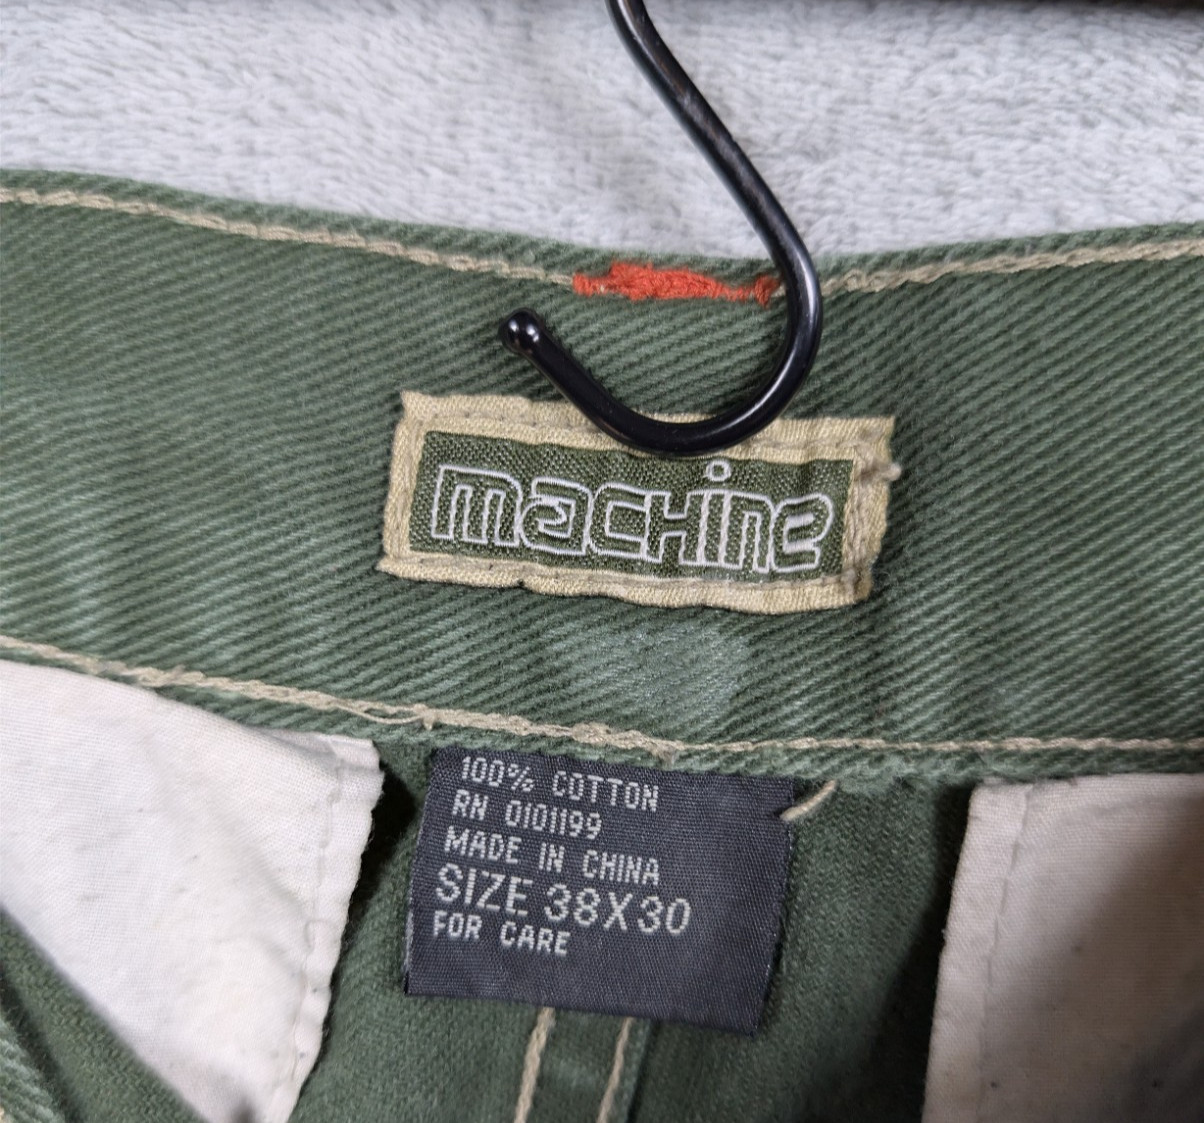 machine
100% COTTON
RN 0101199
MADE IN CHINA
SIZE 38X30
FOR CARE